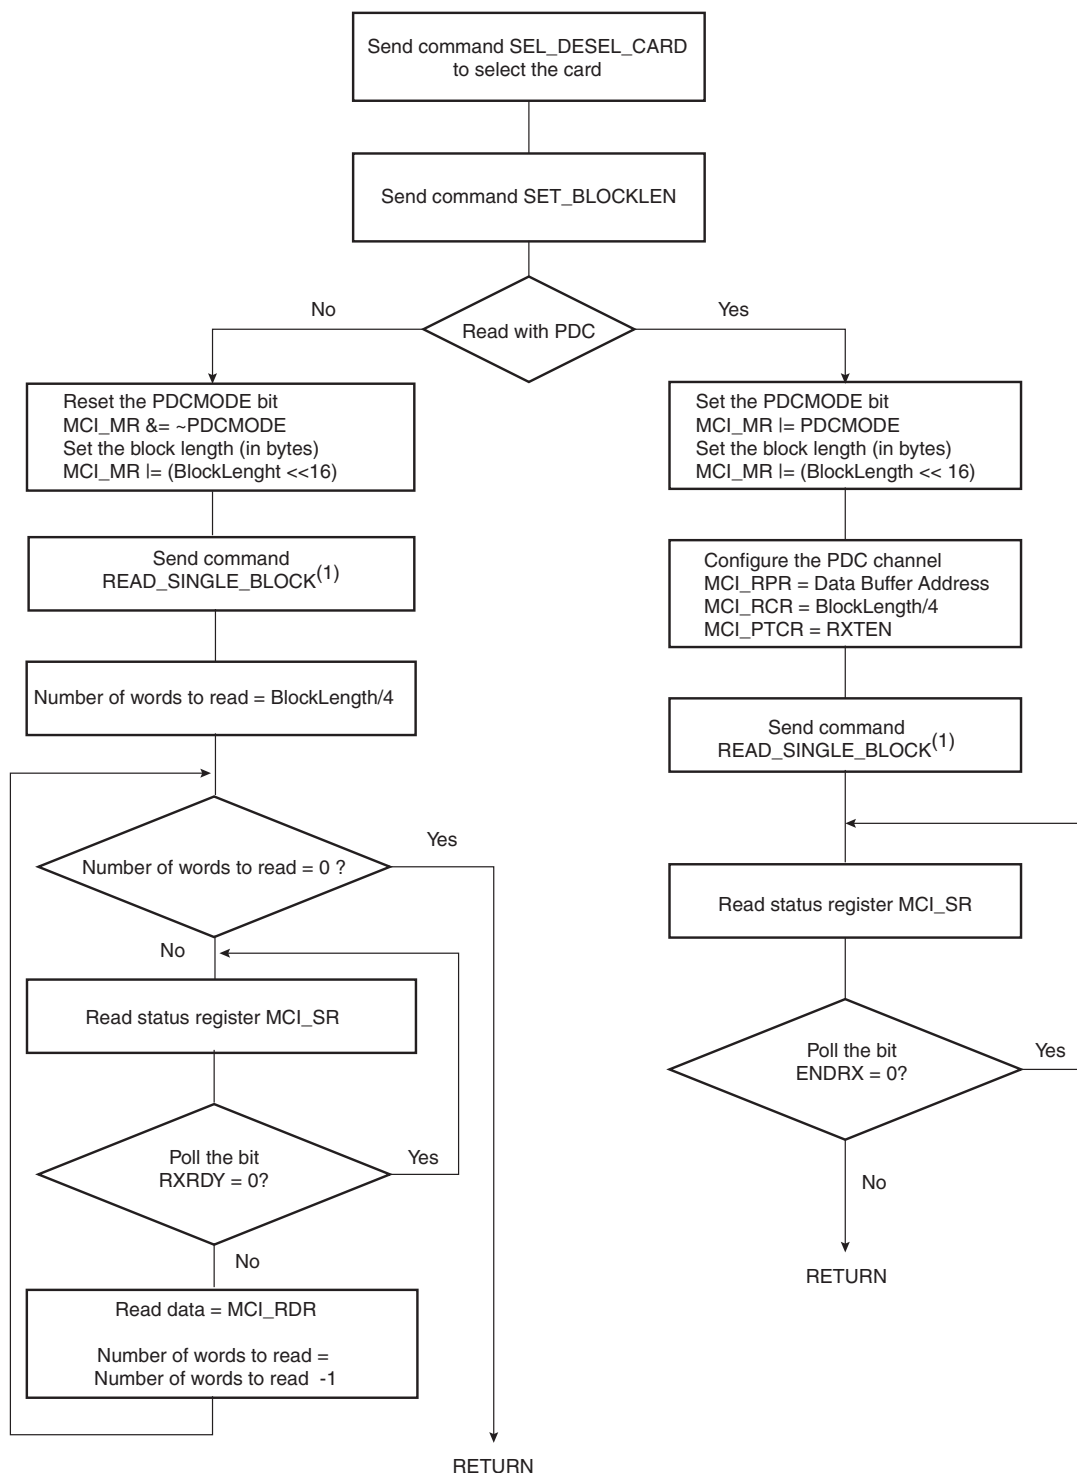 Send command SEL_DESEL_CARD
to select the card
Send command SET_BLOCKLEN
No
Yes
Read with PDC
Reset the PDCMODE bit
MCI_MR &= ~PDCMODE
Set the block length (in bytes)
MCI_MR |= (BlockLenght <<16)
Send command
READ_SINGLE_BLOCK(1)
Number of words to read = BlockLength/4
Number of words to read = 0 ?
Yes
No
Read status register MCI_SR
Poll the bit
RXRDY = 0?
Yes
No
Read data = MCI_RDR
Number of words to read =
Number of words to read -1
RETURN
Set the PDCMODE bit
MCI_MR |= PDCMODE
Set the block length (in bytes)
MCI_MR |= (BlockLength << 16)
Configure the PDC channel
MCI_RPR = Data Buffer Address
MCI_RCR = BlockLength/4
MCI_PTCR = RXTEN
Send command
READ_SINGLE_BLOCK(1)
Read status register MCI_SR
Poll the bit
ENDRX = 0?
Yes
No
RETURN